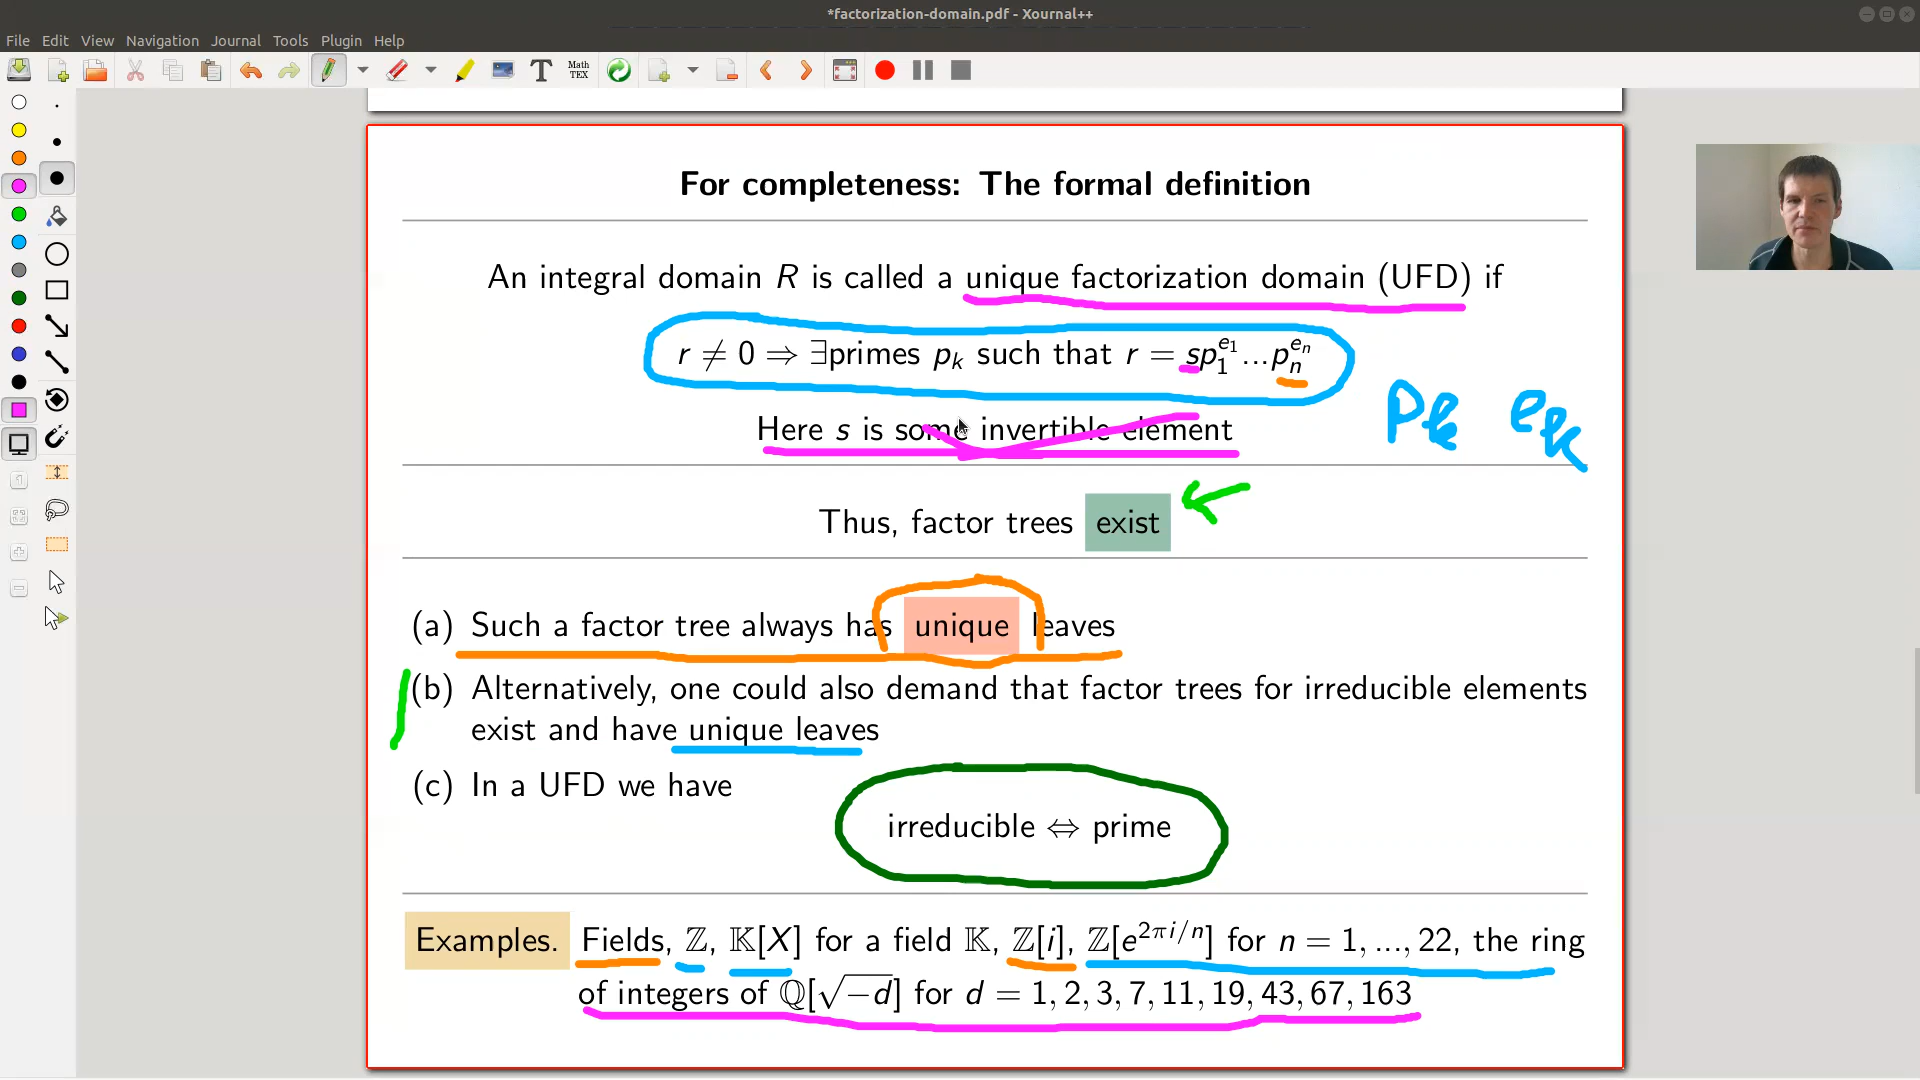 *factorization-domain.pdf - Xournal++
File Edit View Navigation Journal Tools Plugin Help
T Math TEX
For completeness: The formal definition
An integral domain R is called a unique factorization domain (UFD) if
r ≠ 0 ⇒ ∃primes p_k such that r = sp_1^{e_1}...p_n^{e_n}
Here s is some invertible element
p_k e_k
Thus, factor trees exist
(a) Such a factor tree always has unique leaves
(b) Alternatively, one could also demand that factor trees for irreducible elements
exist and have unique leaves
(c) In a UFD we have
irreducible ⇔ prime
Examples. Fields, ℤ, 𝕂[X] for a field 𝕂, ℤ[i], ℤ[e^{2πi/n}] for n = 1, ..., 22, the ring
of integers of ℚ[√−d] for d = 1, 2, 3, 7, 11, 19, 43, 67, 163